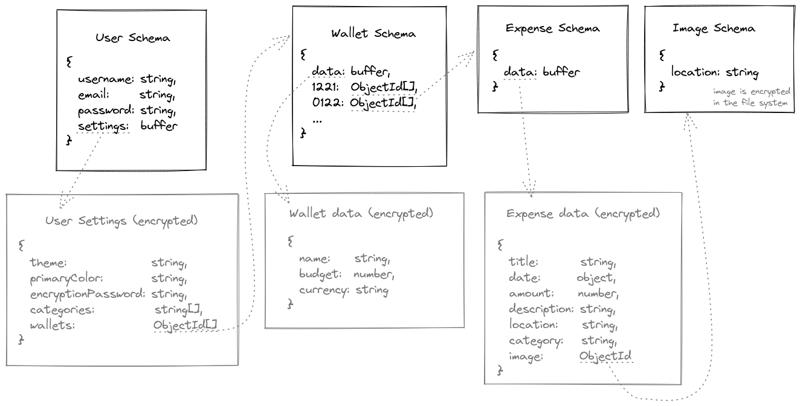 User Schema
{
username: string,
email: string,
password: string,
settings: buffer
}
Wallet Schema
{
data: buffer,
1221: ObjectId[],
0122: ObjectId[],
...
}
Expense Schema
{
data: buffer
}
Image Schema
{
location: string
}
image is encrypted
in the file system
User Settings (encrypted)
{
theme: string,
primaryColor: string,
encryptionPassword: string,
categories: string[],
wallets: ObjectId[]
}
Wallet data (encrypted)
{
name: string,
budget: number,
currency: string
}
Expense data (encrypted)
{
title: string,
date: object,
amount: number,
description: string,
location: string,
category: string,
image: ObjectId
}